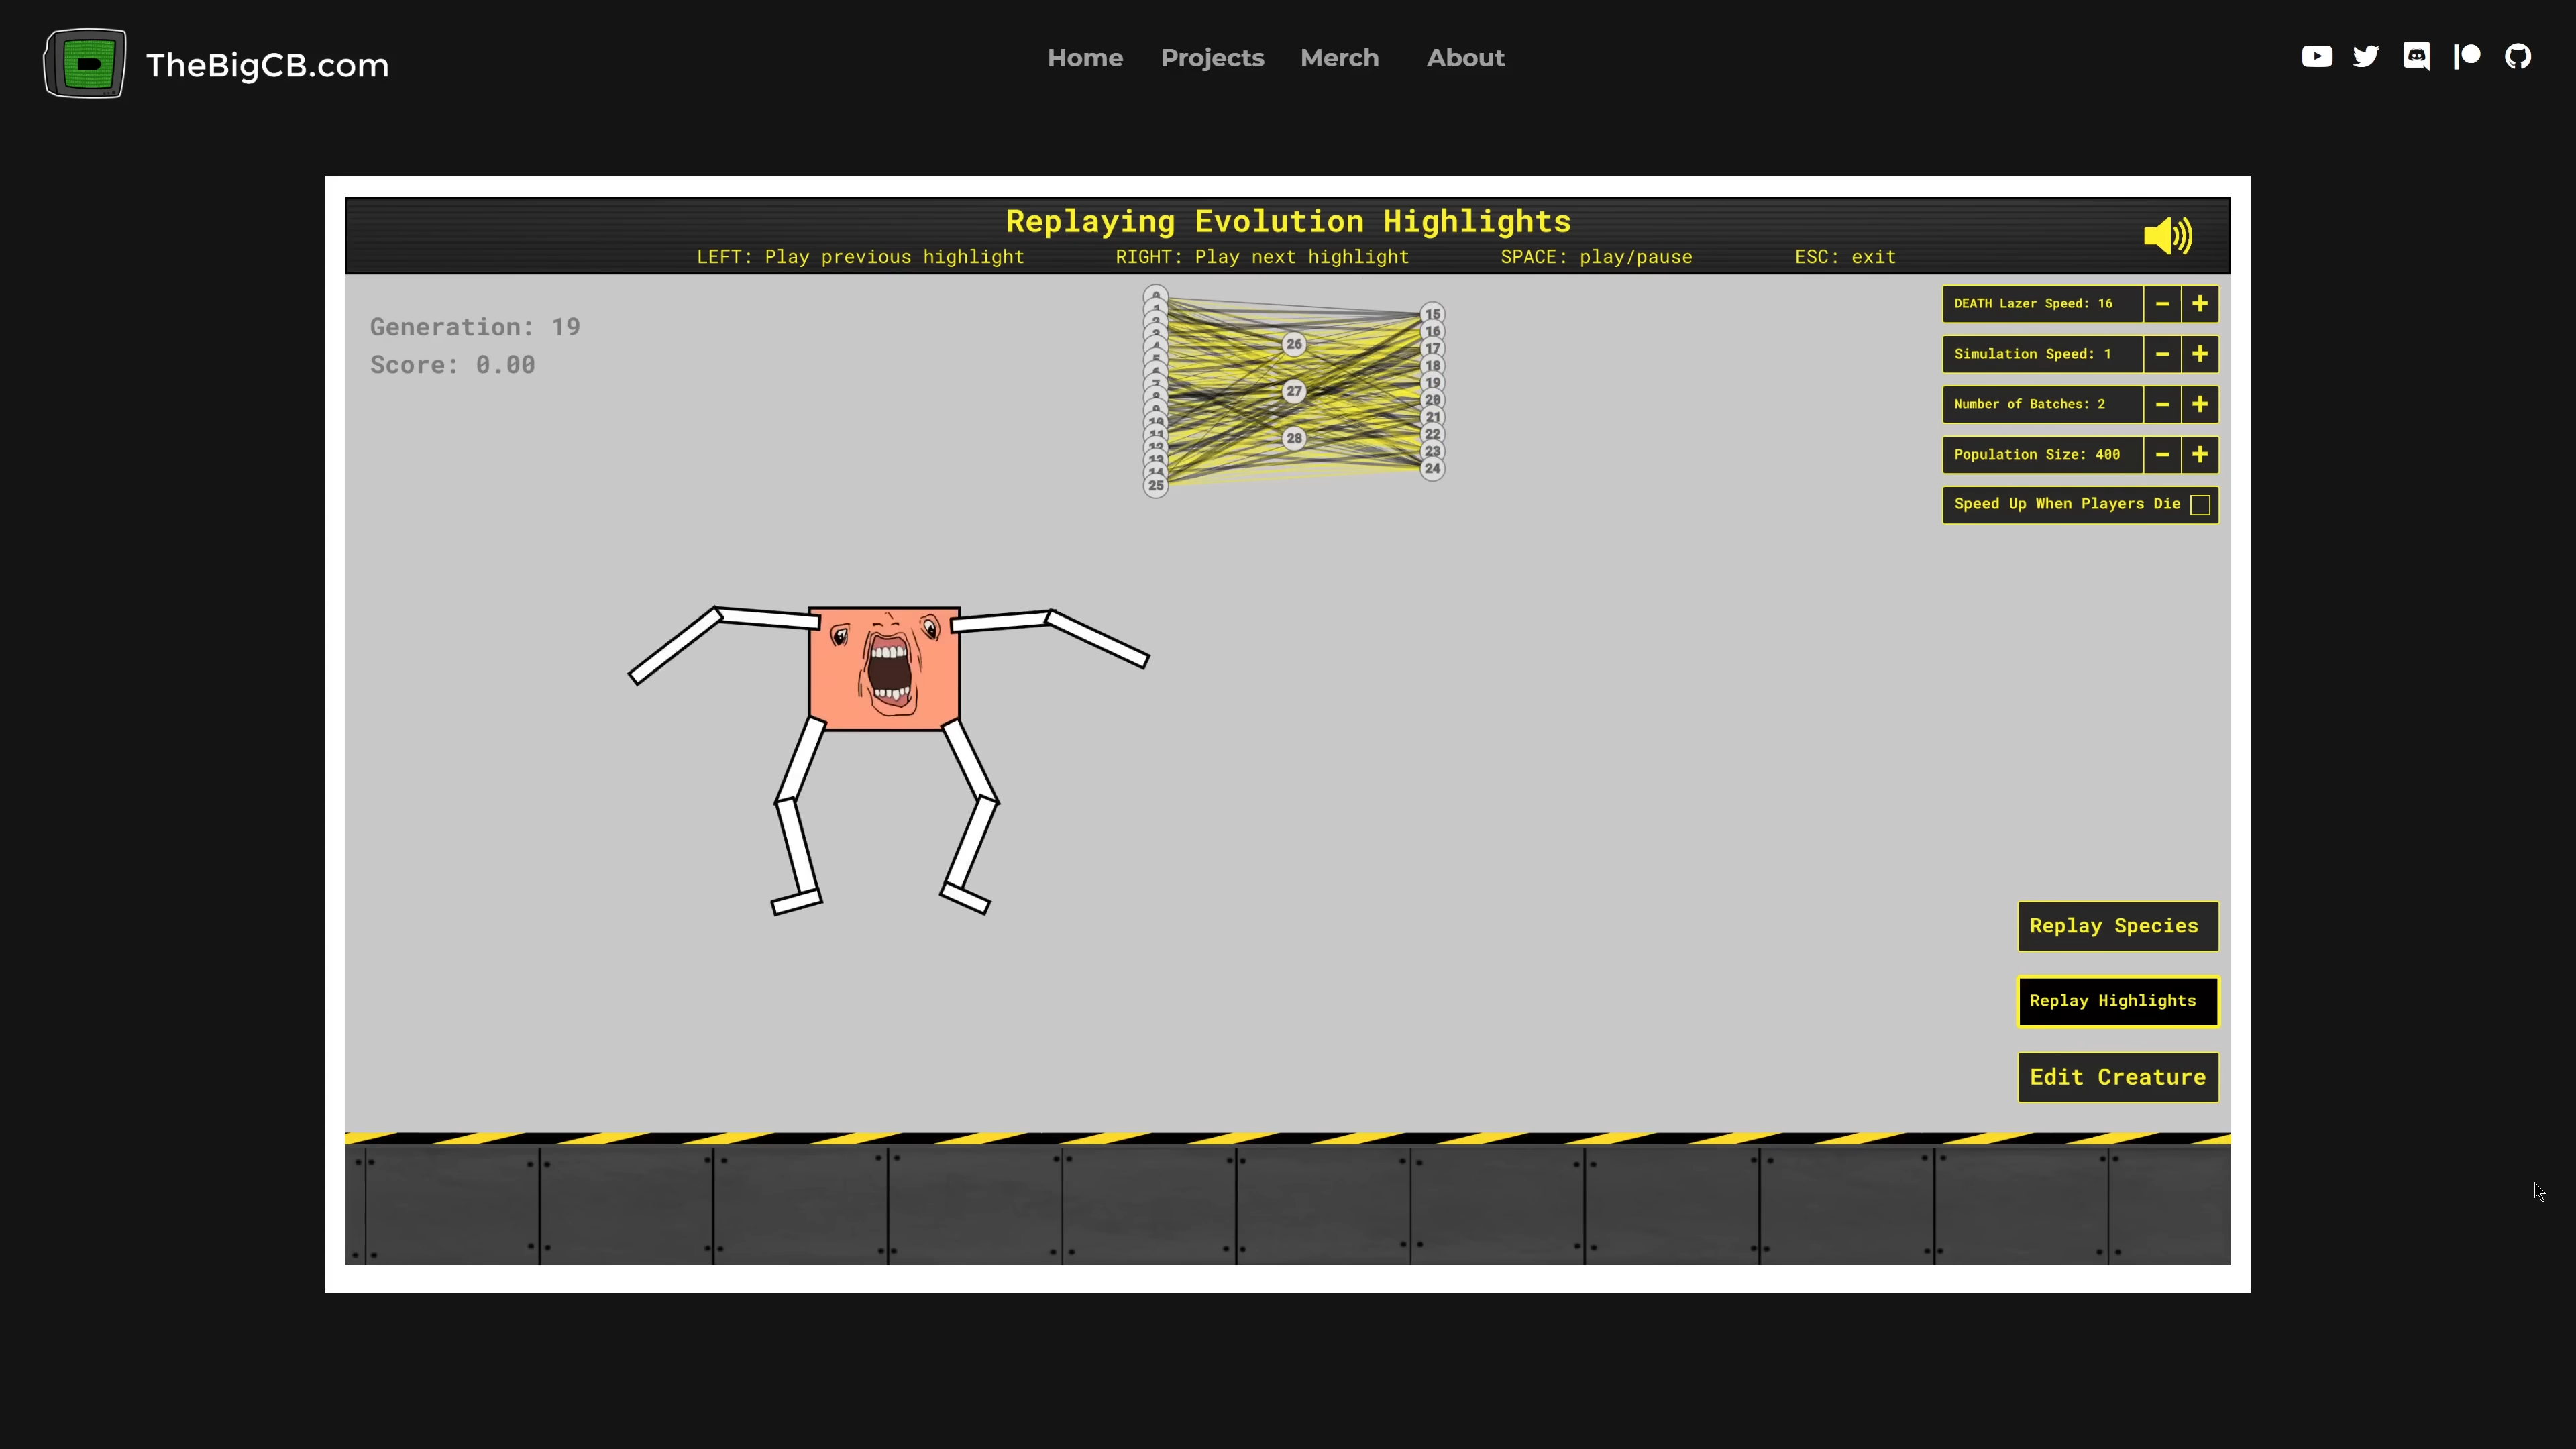 TheBigCB.com
Home Projects Merch About
Replaying Evolution Highlights
LEFT: Play previous highlight RIGHT: Play next highlight SPACE: play/pause ESC: exit
Generation: 19
Score: 0.00
15
16
17
18
19
20
21
22
23
24
26
27
28
25
DEATH Lazer Speed: 16 - +
Simulation Speed: 1 - +
Number of Batches: 2 - +
Population Size: 400 - +
Speed Up When Players Die
Replay Species
Replay Highlights
Edit Creature